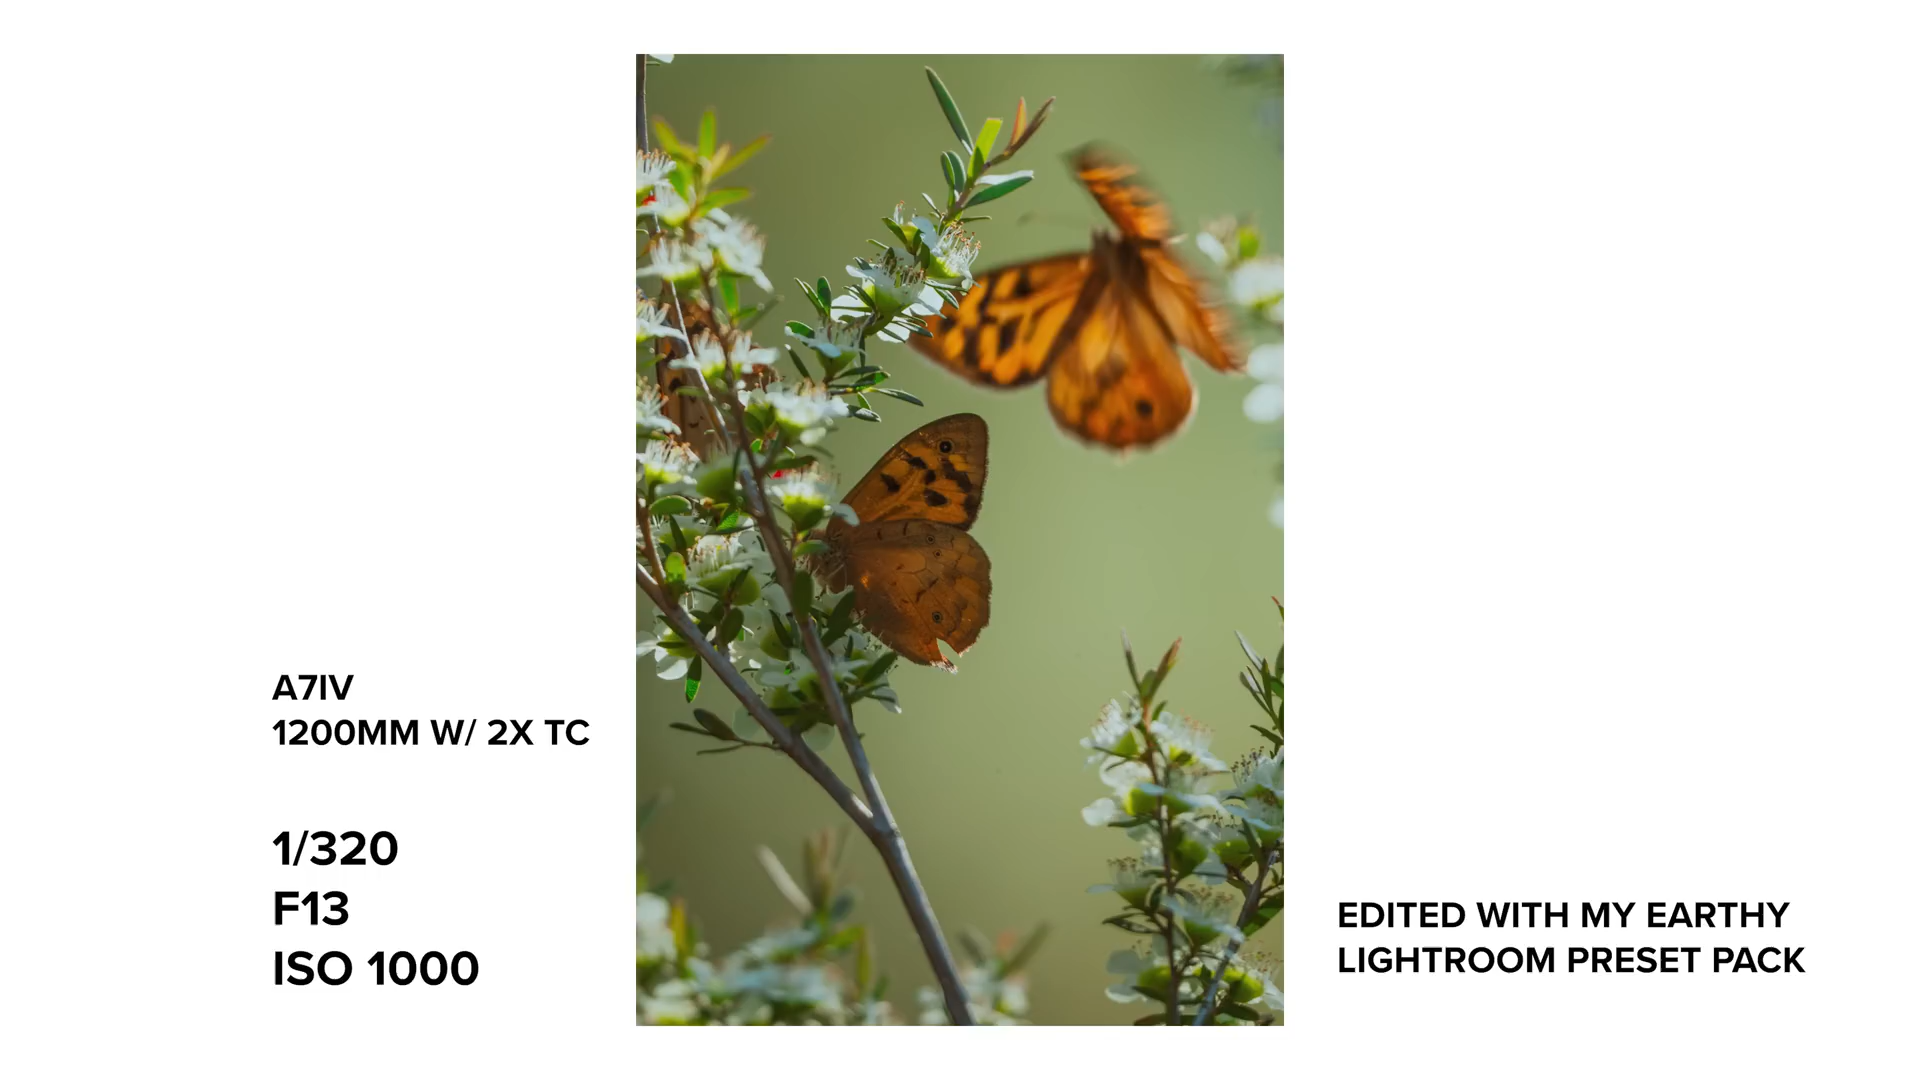 A7IV
1200MM W/ 2X TC
1/320
F13
ISO 1000
EDITED WITH MY EARTHY
LIGHTROOM PRESET PACK